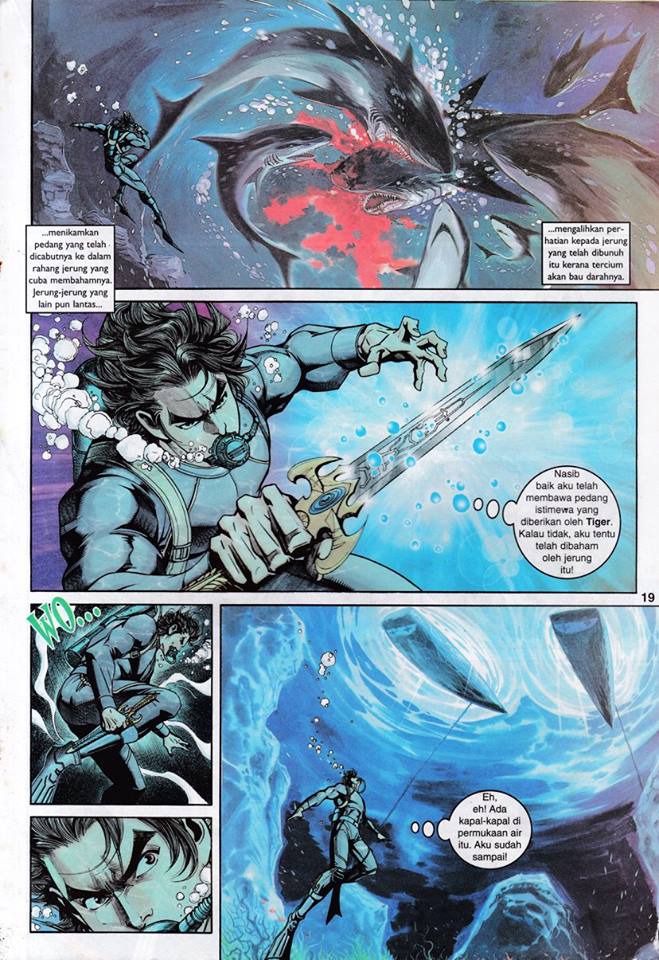 ...menikamkan
pedang yang telah
dicabutnya ke dalam
rahang jerung yang
cuba membahamnya.
Jerung-jerung yang
lain pun lantas...
...mengalihkan per-
hatian kepada jerung
yang telah dibunuh
itu kerana tercium
akan bau darahnya.
Nasib
baik aku telah
membawa pedang
istimewa yang
diberikan oleh Tiger.
Kalau tidak, aku tentu
telah dibaham
oleh jerung
itu!
19
WO...
Eh,
eh! Ada
kapal-kapal di
permukaan air
itu. Aku sudah
sampai!